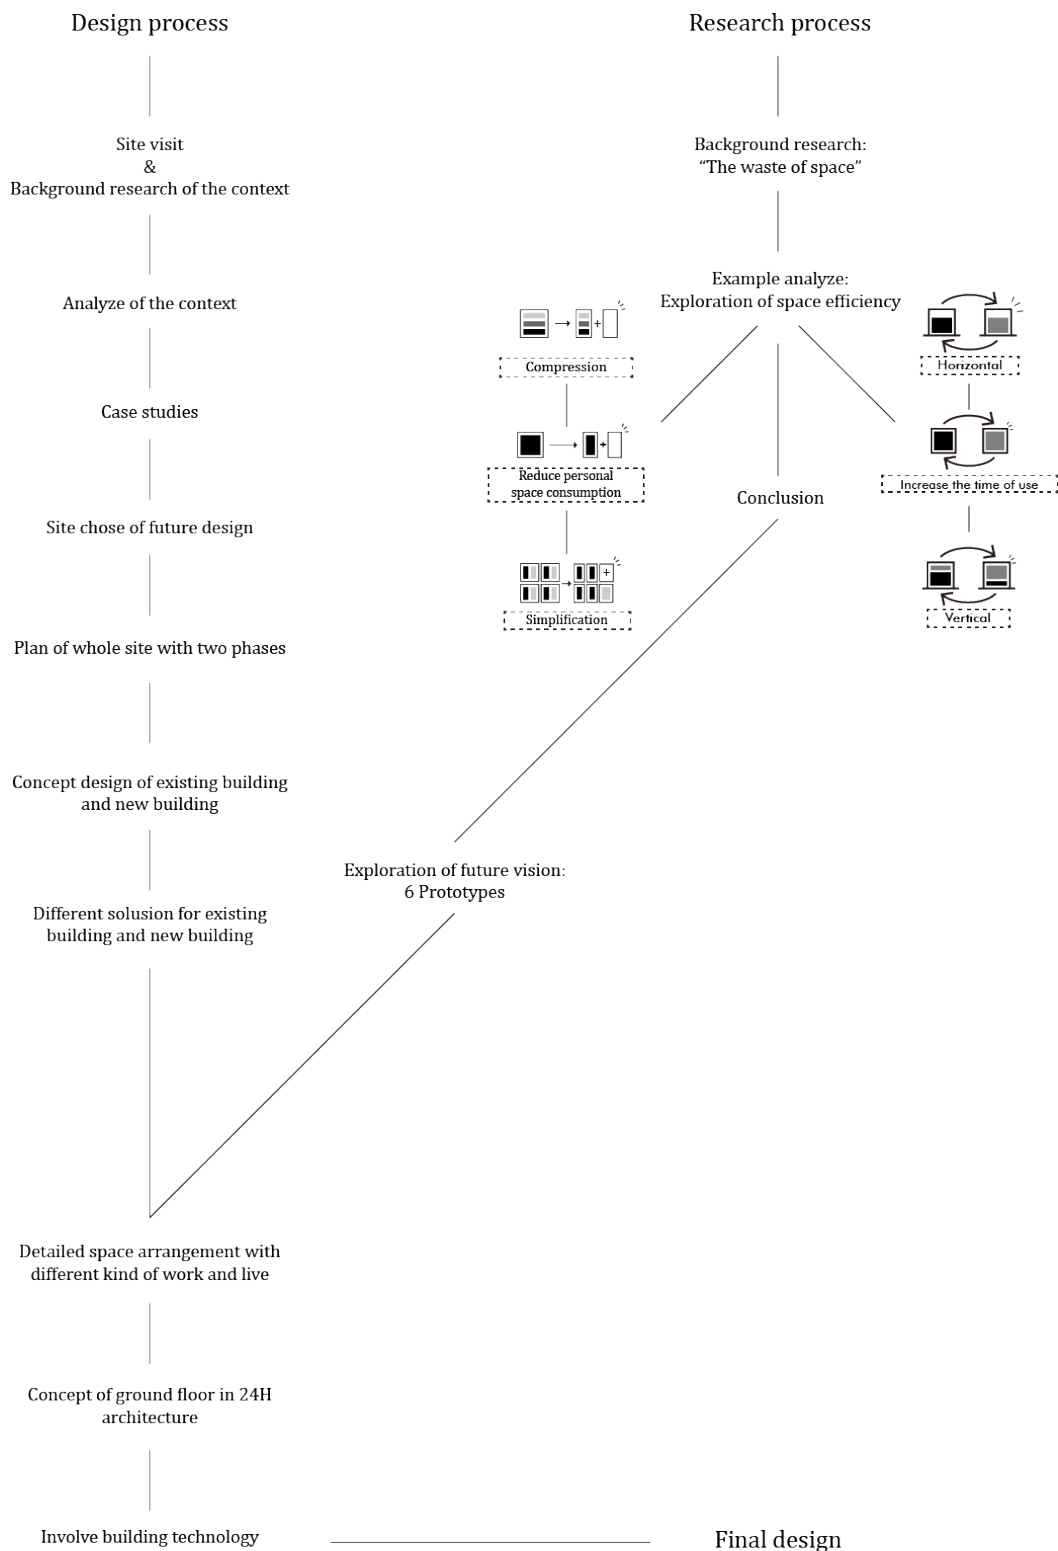 Design process
Site visit
&
Background research of the context
Analyze of the context
Case studies
Site chose of future design
Plan of whole site with two phases
Concept design of existing building
and new building
Different solusion for existing
building and new building
Research process
Background research:
“The waste of space”
Example analyze:
Exploration of space efficiency
Compression
Reduce personal
space consumption
Simplification
Horizontal
Increase the time of use
Vertical
Conclusion
Exploration of future vision:
6 Prototypes
Detailed space arrangement with
different kind of work and live
Concept of ground floor in 24H
architecture
Involve building technology
Final design